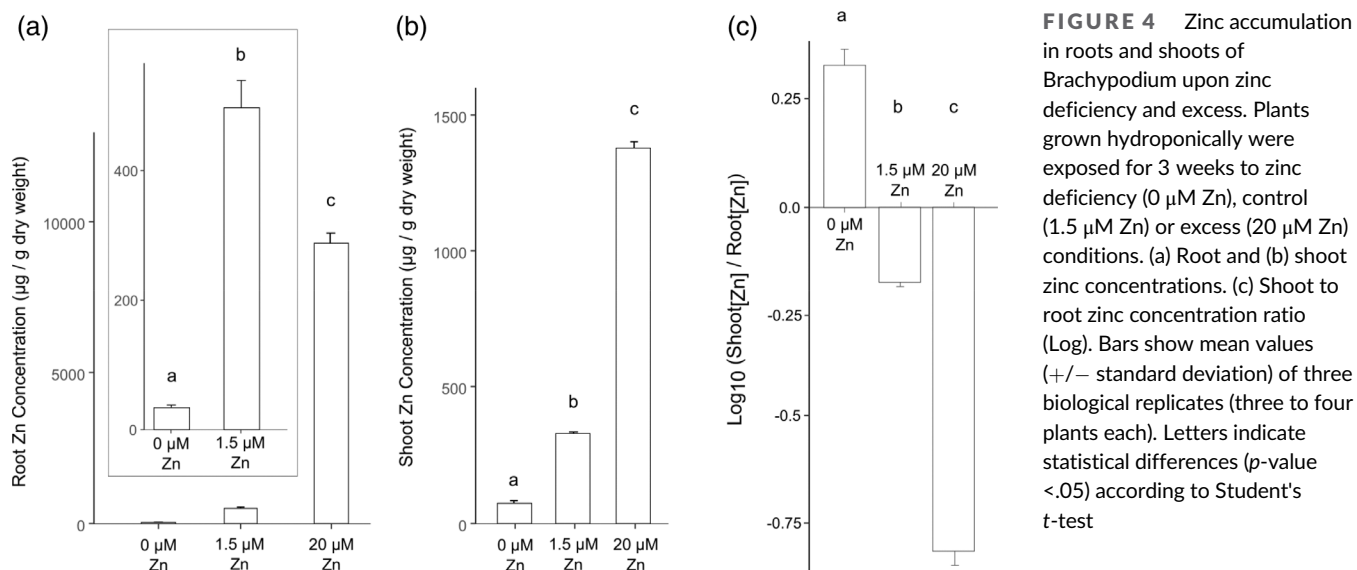 (a)
Root Zn Concentration (µg / g dry weight)
10000
5000
0
a
b
c
400
200
0
0 µM
Zn
1.5 µM
Zn
0 µM
Zn
1.5 µM
Zn
20 µM
Zn
(b)
Shoot Zn Concentration (µg / g dry weight)
1500
1000
500
0
a
b
c
0 µM
Zn
1.5 µM
Zn
20 µM
Zn
(c)
Log10 (Shoot[Zn] / Root[Zn])
0.25
0.0
-0.25
-0.5
-0.75
a
b
c
0 µM
Zn
1.5 µM
Zn
20 µM
Zn
FIGURE 4 Zinc accumulation
in roots and shoots of
Brachypodium upon zinc
deficiency and excess. Plants
grown hydroponically were
exposed for 3 weeks to zinc
deficiency (0 μM Zn), control
(1.5 μM Zn) or excess (20 μM Zn)
conditions. (a) Root and (b) shoot
zinc concentrations. (c) Shoot to
root zinc concentration ratio
(Log). Bars show mean values
(+/− standard deviation) of three
biological replicates (three to four
plants each). Letters indicate
statistical differences (p-value
<.05) according to Student's
t-test